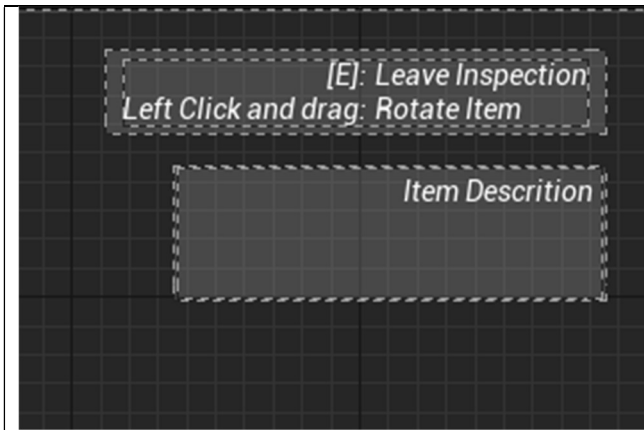 [E]: Leave Inspection
Left Click and drag: Rotate Item
Item Descrition